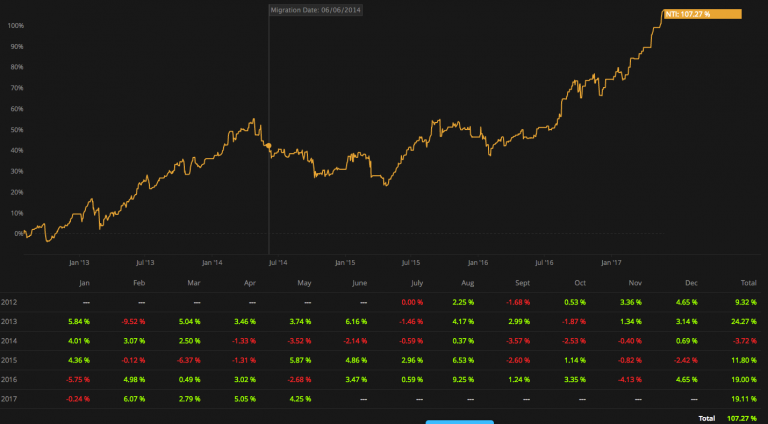 Migration Date: 06/06/2014
NTI: 107.27 %
100%
90%
80%
70%
60%
50%
40%
30%
20%
10%
0%
Jan '13 Jul '13 Jan '14 Jul '14 Jan '15 Jul '15 Jan '16 Jul '16 Jan '17
Jan Feb Mar Apr May June July Aug Sept Oct Nov Dec Total
2012 --- --- --- --- --- --- 0.00 % 2.25 % -1.68 % 0.53 % 3.36 % 4.65 % 9.32 %
2013 5.84 % -9.52 % 5.04 % 3.46 % 3.74 % 6.16 % -1.46 % 4.17 % 2.99 % -1.87 % 1.34 % 3.14 % 24.27 %
2014 4.01 % 3.07 % 2.50 % -1.33 % -3.52 % -2.14 % -0.59 % 0.37 % -3.57 % -2.53 % -0.40 % 0.69 % -3.72 %
2015 4.36 % -0.12 % -6.37 % -1.31 % 5.87 % 4.86 % 2.96 % 6.53 % -2.60 % 1.14 % -0.82 % -2.42 % 11.80 %
2016 -5.75 % 4.98 % 0.49 % 3.02 % -2.68 % 3.47 % 0.59 % 9.25 % 1.24 % 3.35 % -4.13 % 4.65 % 19.00 %
2017 -0.24 % 6.07 % 2.79 % 5.05 % 4.25 % --- --- --- --- --- --- --- 19.11 %
Total 107.27 %